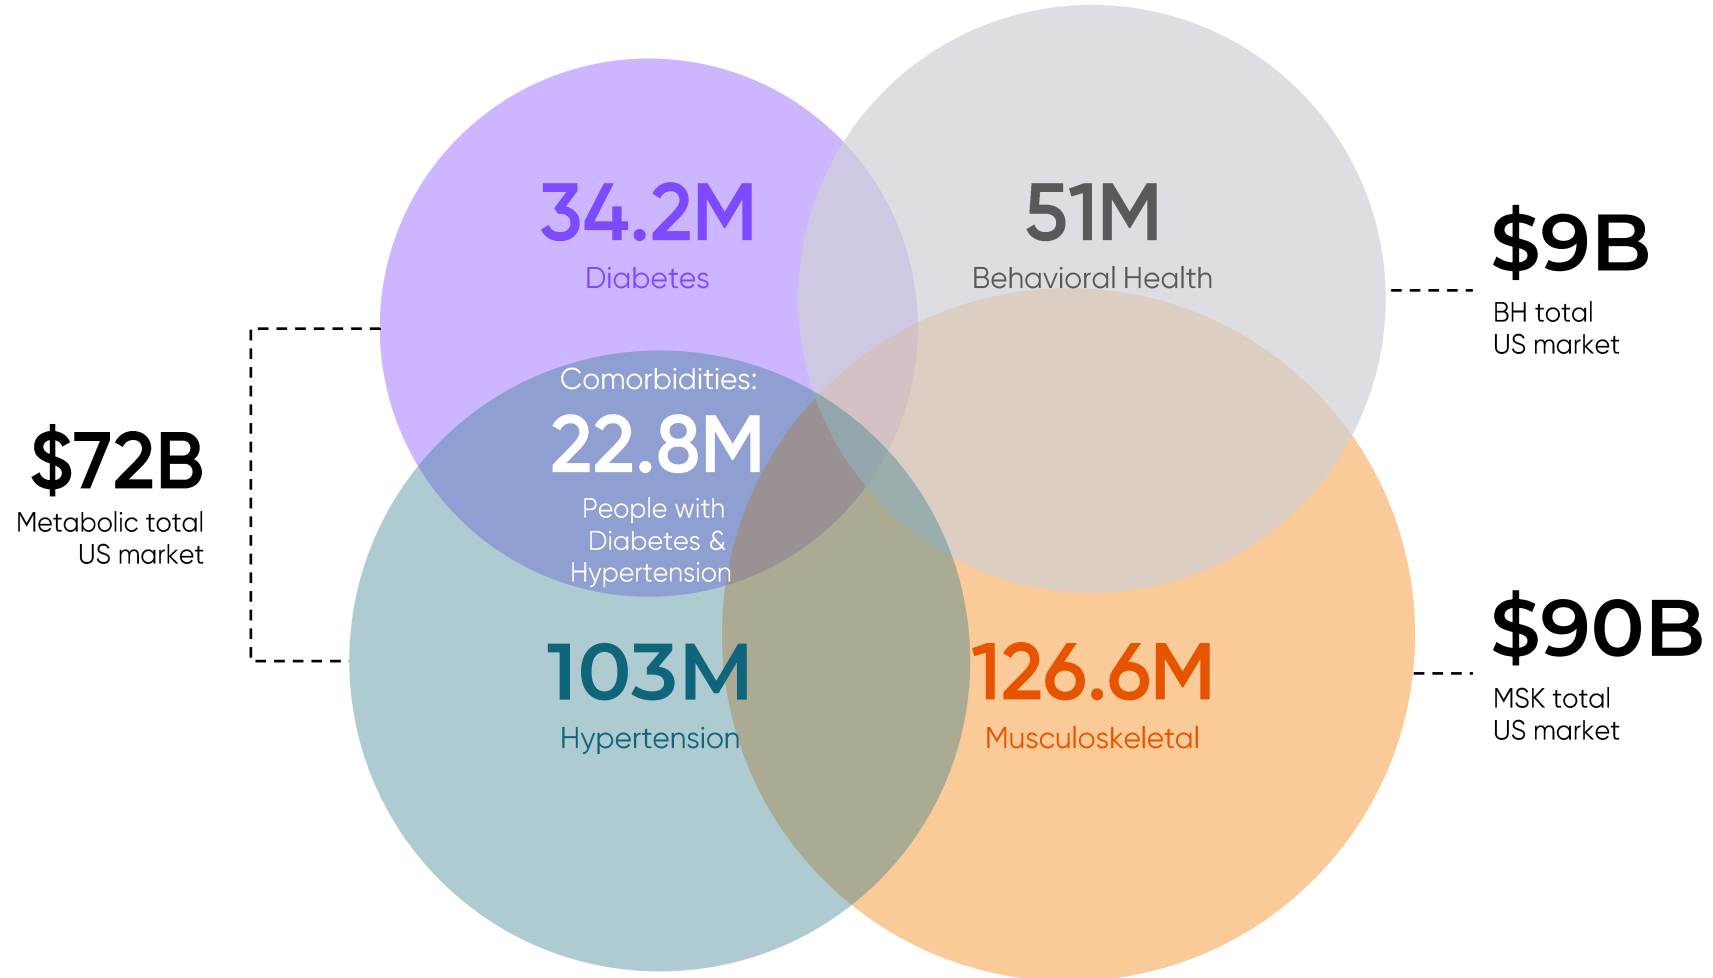 34.2M
Diabetes
51M
Behavioral Health
$9B
BH total
US market
Comorbidities:
22.8M
People with
Diabetes &
Hypertension
$72B
Metabolic total
US market
103M
Hypertension
126.6M
Musculoskeletal
$90B
MSK total
US market